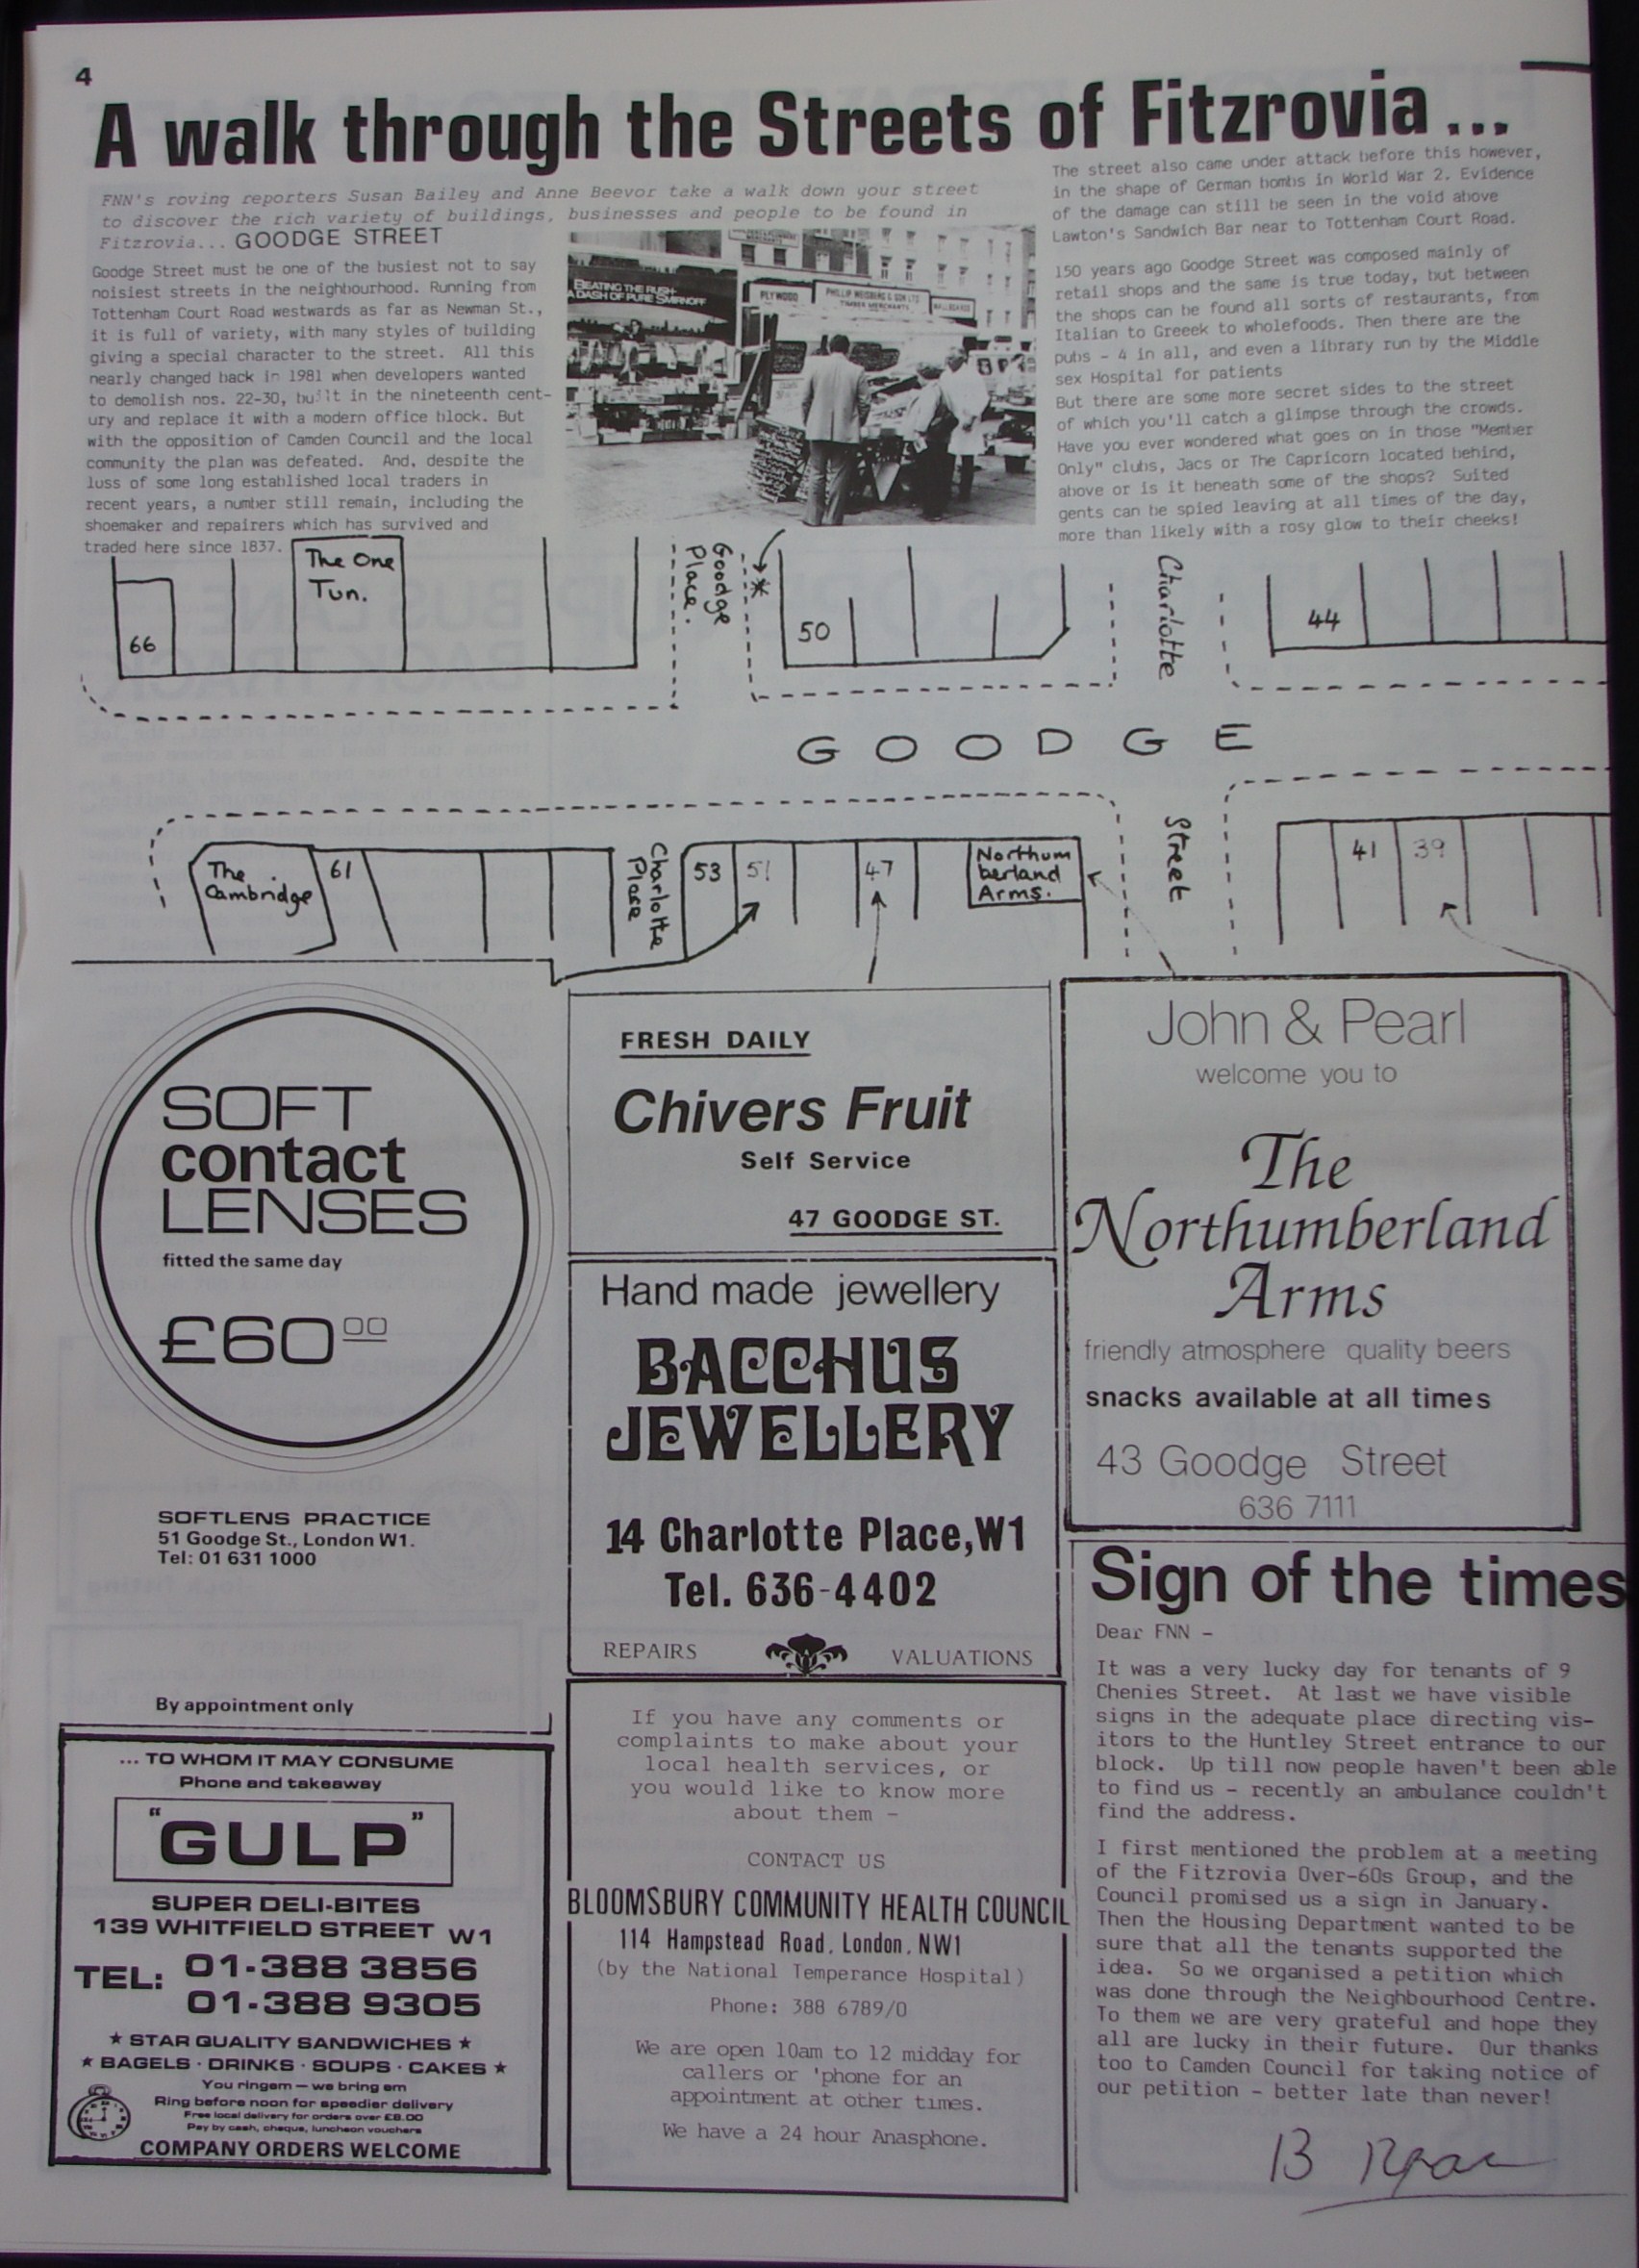 4
A walk through the Streets of Fitzrovia...
FNN's roving reporters Susan Bailey and Anne Beevor take a walk down your street
to discover the rich variety of buildings, businesses and people to be found in
Fitzrovia... GOODGE STREET
Goodge Street must be one of the busiest not to say
noisiest streets in the neighbourhood. Running from
Tottenham Court Road westwards as far as Newman St.,
it is full of variety, with many styles of building
giving a special character to the street. All this
nearly changed back in 1981 when developers wanted
to demolish nos. 22-30, built in the nineteenth cent-
ury and replace it with a modern office block. But
with the opposition of Camden Council and the local
community the plan was defeated. And, despite the
loss of some long established local traders in
recent years, a number still remain, including the
shoemaker and repairers which has survived and
traded here since 1837.
BEATING THE RUSH
A DASH OF PURE SMIRNOFF
PLYWOOD
PHILLIP WEISBERG & SON LTD
TIMBER MERCHANTS
The street also came under attack before this however,
in the shape of German bombs in World War 2. Evidence
of the damage can still be seen in the void above
Lawton's Sandwich Bar near to Tottenham Court Road.
150 years ago Goodge Street was composed mainly of
retail shops and the same is true today, but between
the shops can be found all sorts of restaurants, from
Italian to Greeek to wholefoods. Then there are the
pubs - 4 in all, and even a library run by the Middle
sex Hospital for patients
But there are some more secret sides to the street
of which you'll catch a glimpse through the crowds.
Have you ever wondered what goes on in those "Member
Only" clubs, Jacs or The Capricorn located behind,
above or is it beneath some of the shops? Suited
gents can be spied leaving at all times of the day,
more than likely with a rosy glow to their cheeks!
66
The One
Tun.
Goodge
Place.
*
50
Charlotte
44
GOODGE
The
Cambridge
61
Charlotte
Place
53
51
47
Northum
berland
Arms.
Street
41
39
SOFT
contact
LENSES
fitted the same day
£60 00
SOFTLENS PRACTICE
51 Goodge St., London W1.
Tel: 01 631 1000
By appointment only
... TO WHOM IT MAY CONSUME
Phone and takeaway
"GULP"
SUPER DELI-BITES
139 WHITFIELD STREET W1
TEL: 01-388 3856
01-388 9305
★ STAR QUALITY SANDWICHES ★
★ BAGELS · DRINKS · SOUPS · CAKES ★
You ringem — we bring em
Ring before noon for speedier delivery
Free local delivery for orders over £8.00
Pay by cash, cheque, luncheon vouchers
COMPANY ORDERS WELCOME
FRESH DAILY
Chivers Fruit
Self Service
47 GOODGE ST.
Hand made jewellery
BACCHUS
JEWELLERY
14 Charlotte Place, W1
Tel. 636-4402
REPAIRS VALUATIONS
If you have any comments or
complaints to make about your
local health services, or
you would like to know more
about them -
CONTACT US
BLOOMSBURY COMMUNITY HEALTH COUNCIL
114 Hampstead Road, London, NW1
(by the National Temperance Hospital)
Phone: 388 6789/0
We are open 10am to 12 midday for
callers or 'phone for an
appointment at other times.
We have a 24 hour Anasphone.
John & Pearl
welcome you to
The
Northumberland
Arms
friendly atmosphere quality beers
snacks available at all times
43 Goodge Street
636 7111
Sign of the times
Dear FNN -
It was a very lucky day for tenants of 9
Chenies Street. At last we have visible
signs in the adequate place directing vis-
itors to the Huntley Street entrance to our
block. Up till now people haven't been able
to find us - recently an ambulance couldn't
find the address.
I first mentioned the problem at a meeting
of the Fitzrovia Over-60s Group, and the
Council promised us a sign in January.
Then the Housing Department wanted to be
sure that all the tenants supported the
idea. So we organised a petition which
was done through the Neighbourhood Centre.
To them we are very grateful and hope they
all are lucky in their future. Our thanks
too to Camden Council for taking notice of
our petition - better late than never!
B